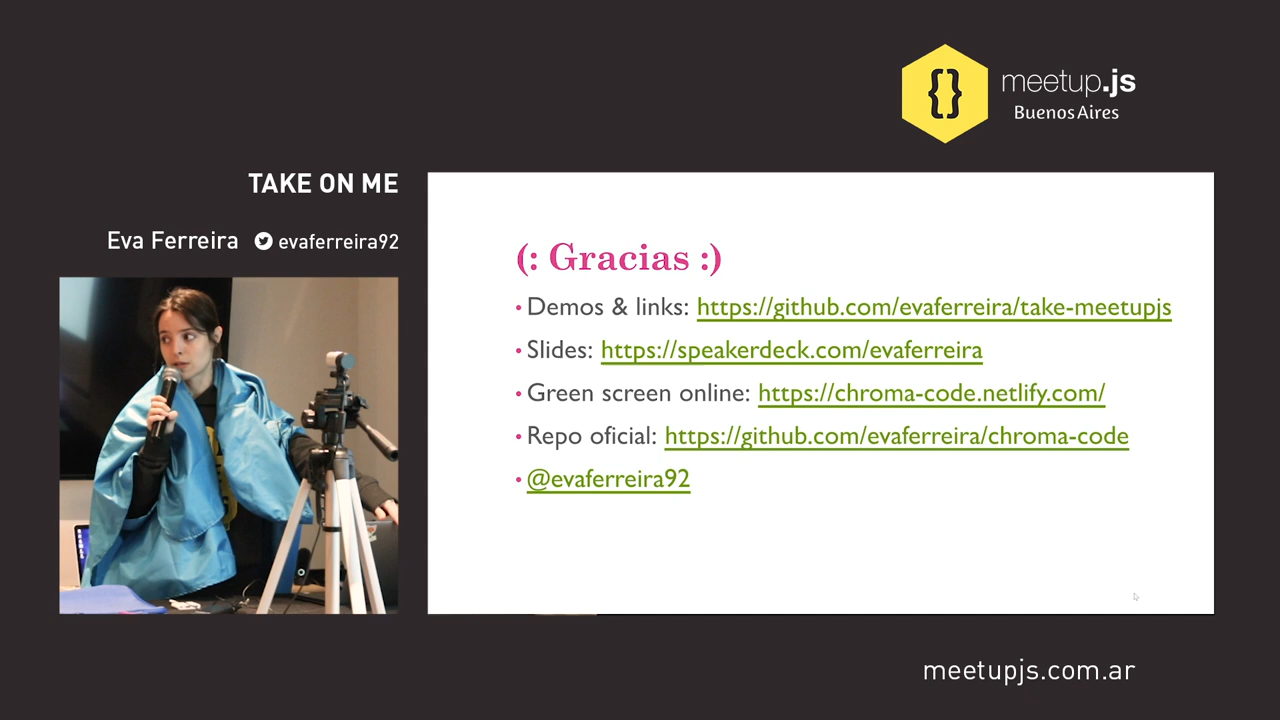 {}
meetup.js
Buenos Aires
TAKE ON ME
Eva Ferreira evaferreira92
(: Gracias :)
• Demos & links: https://github.com/evaferreira/take-meetupjs
• Slides: https://speakerdeck.com/evaferreira
• Green screen online: https://chroma-code.netlify.com/
• Repo oficial: https://github.com/evaferreira/chroma-code
• @evaferreira92
meetupjs.com.ar